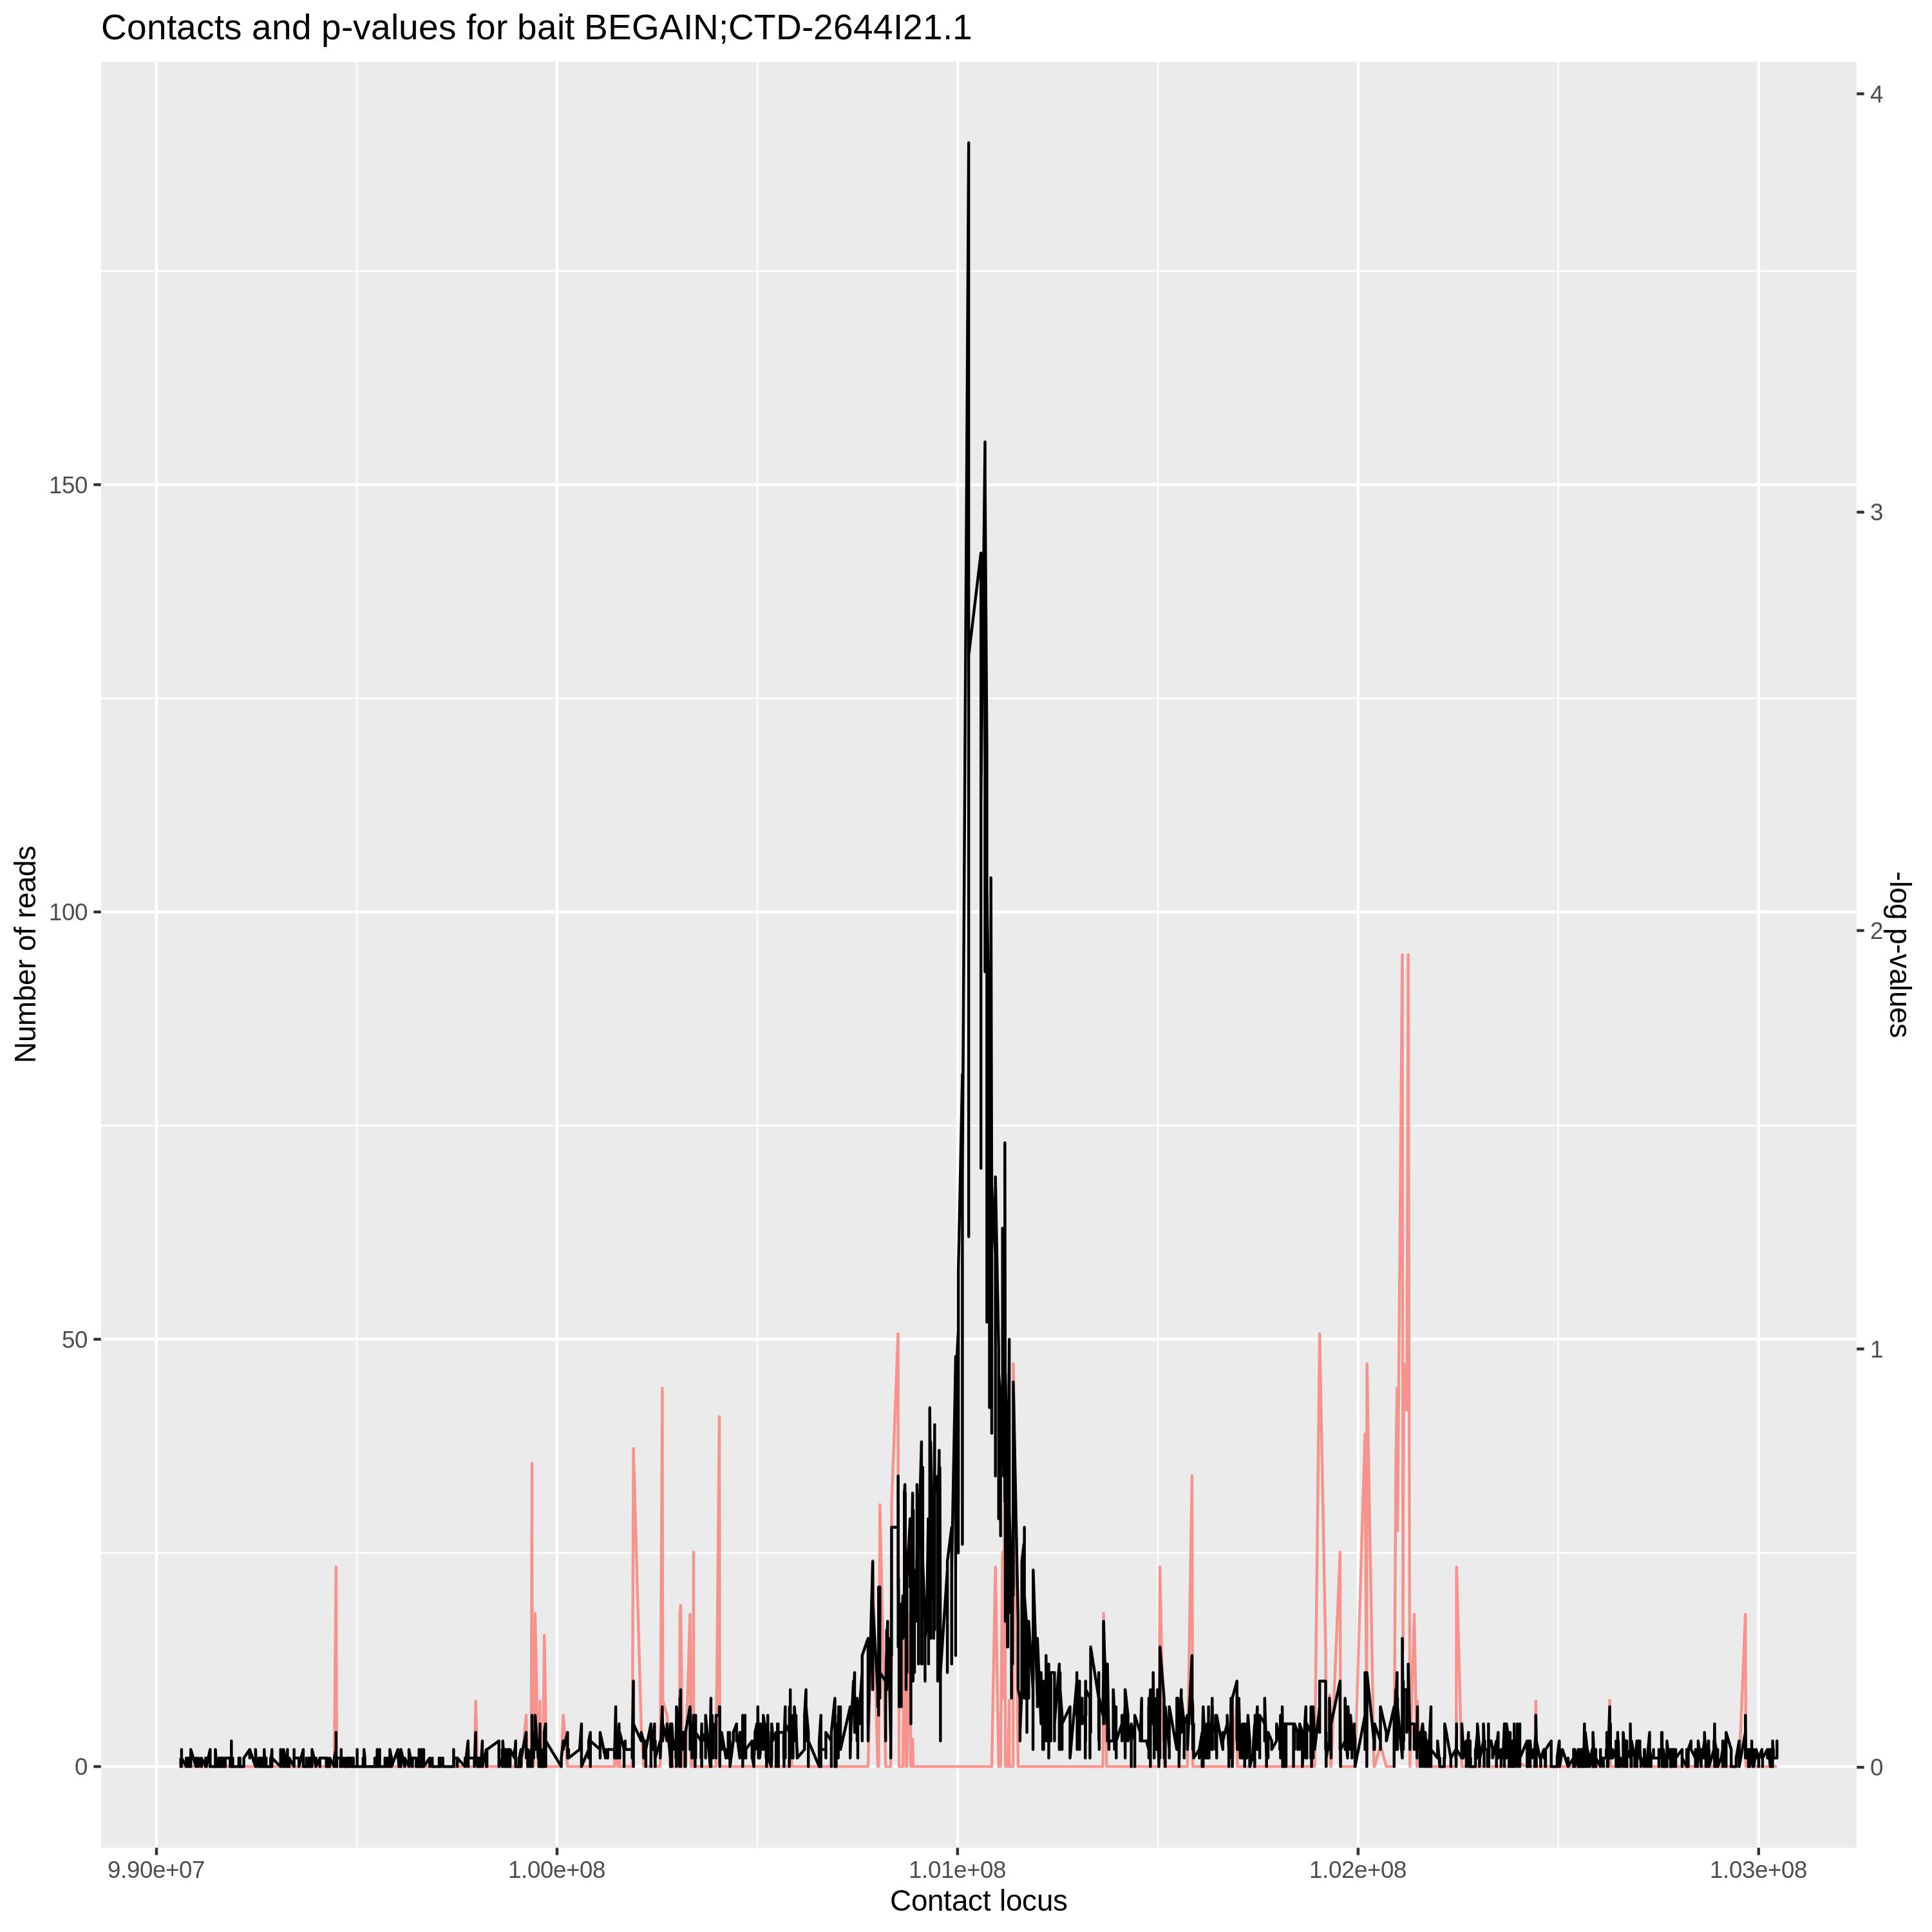 Contacts and p-values for bait BEGAIN;CTD-2644I21.1
Number of reads
150
100
50
0
4
3
2
1
0
-log p-values
9.90e+07 1.00e+08 1.01e+08 1.02e+08 1.03e+08
Contact locus